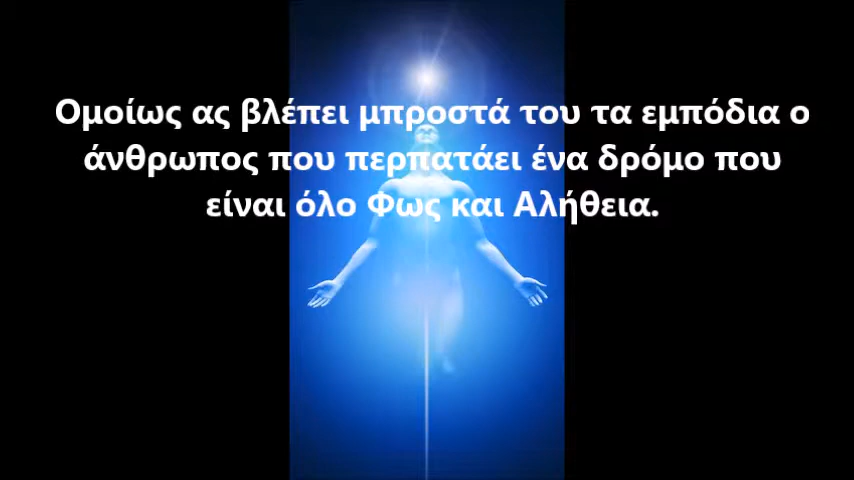 Ομοίως ας βλέπει μπροστά του τα εμπόδια ο
άνθρωπος που περπατάει ένα δρόμο που
είναι όλο Φως και Αλήθεια.